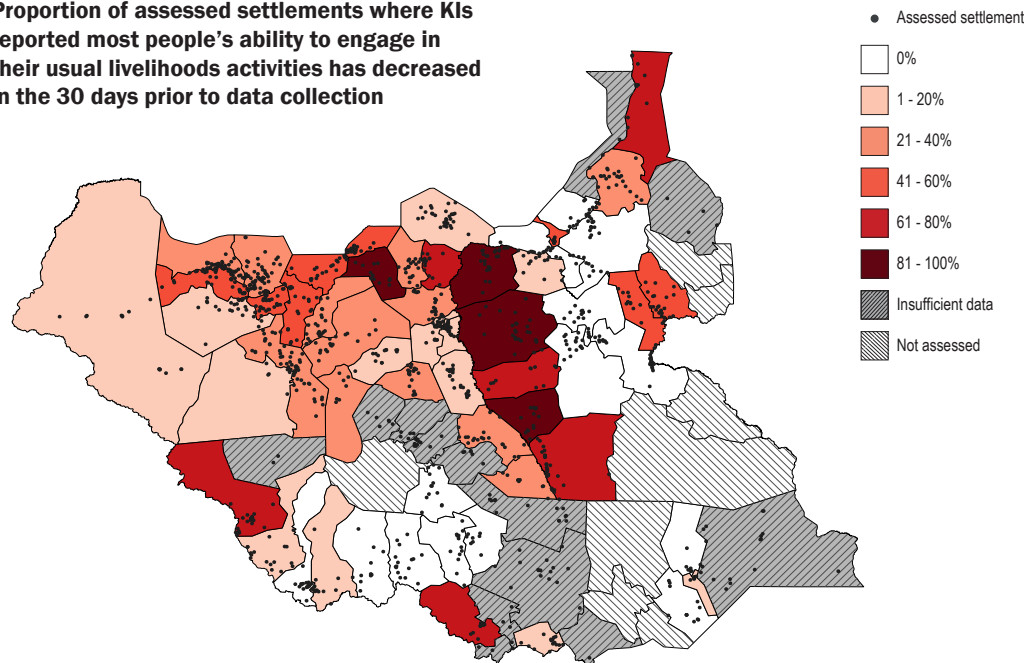 Proportion of assessed settlements where KIs
reported most people's ability to engage in
their usual livelihoods activities has decreased
in the 30 days prior to data collection
Assessed settlement
0%
1 - 20%
21 - 40%
41 - 60%
61 - 80%
81 - 100%
Insufficient data
Not assessed